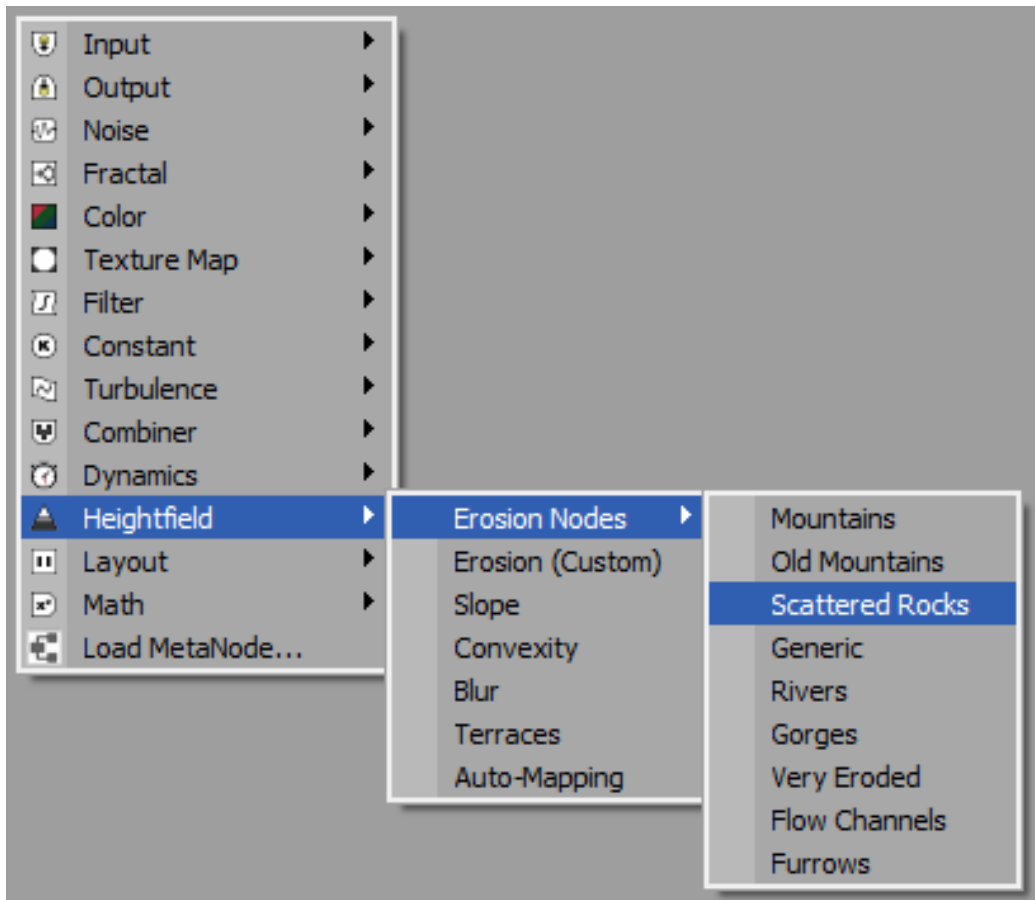 Input
Output
Noise
Fractal
Color
Texture Map
Filter
Constant
Turbulence
Combiner
Dynamics
Heightfield
Layout
Math
Load MetaNode...
Erosion Nodes
Erosion (Custom)
Slope
Convexity
Blur
Terraces
Auto-Mapping
Mountains
Old Mountains
Scattered Rocks
Generic
Rivers
Gorges
Very Eroded
Flow Channels
Furrows